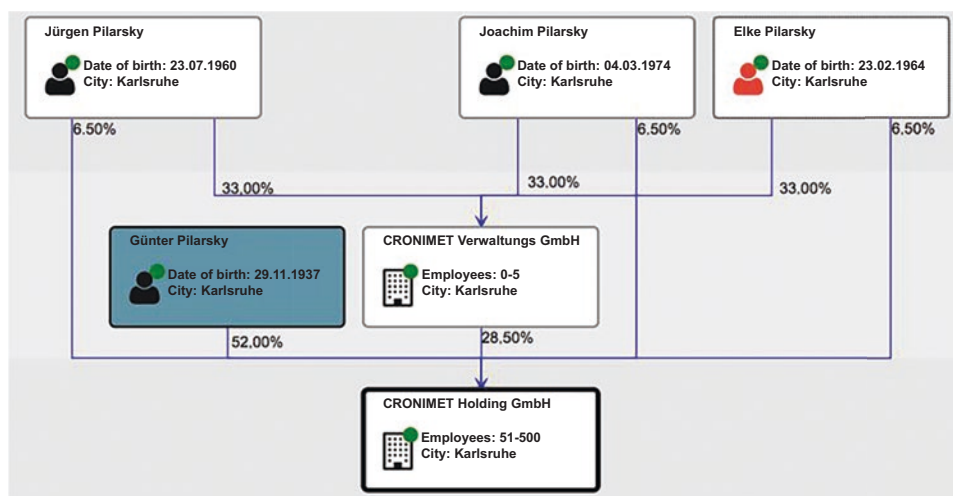 Jürgen Pilarsky
Date of birth: 23.07.1960
City: Karlsruhe
Joachim Pilarsky
Date of birth: 04.03.1974
City: Karlsruhe
Elke Pilarsky
Date of birth: 23.02.1964
City: Karlsruhe
6.50%
6.50%
6.50%
33,00%
33.00%
33.00%
Günter Pilarsky
Date of birth: 29.11.1937
City: Karlsruhe
CRONIMET Verwaltungs GmbH
Employees: 0-5
City: Karlsruhe
52,00%
28,50%
CRONIMET Holding GmbH
Employees: 51-500
City: Karlsruhe